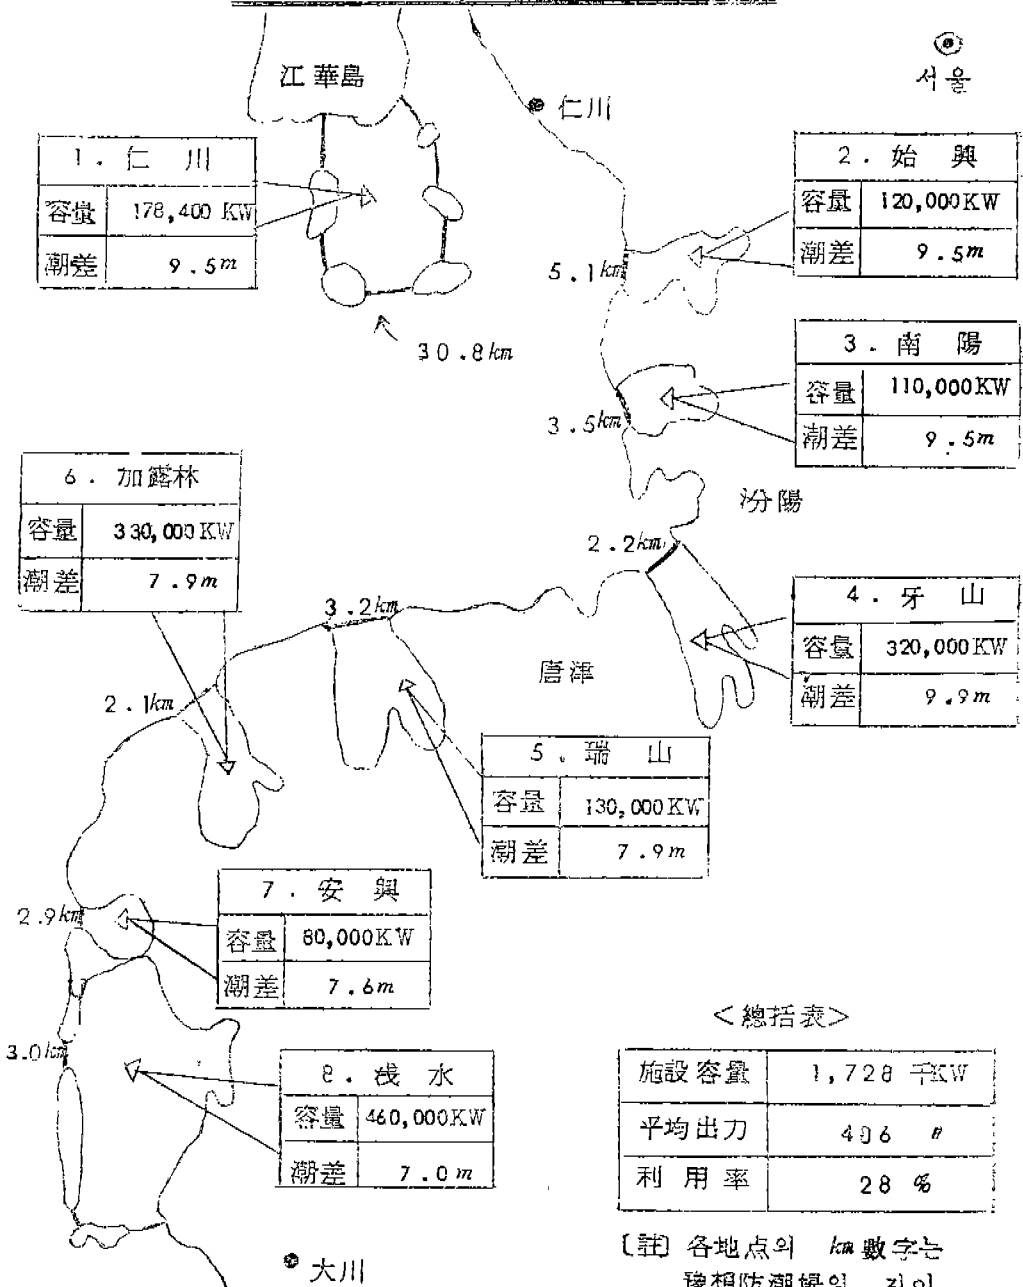 江華島
서울
仁川
1. 仁 川
容量 178,400 KW
潮差 9.5m
2. 始 興
容量 120,000KW
潮差 9.5m
5.1km
30.8km
3. 南 陽
容量 110,000KW
潮差 9.5m
3.5km
6. 加露林
容量 330,000KW
潮差 7.9m
汾陽
2.2km
4. 牙 山
容量 320,000KW
潮差 9.9m
3.2km
唐津
2.1km
5. 瑞 山
容量 130,000KW
潮差 7.9m
7. 安 興
容量 80,000KW
潮差 7.6m
2.9km
<總括表>
施設容量 1,728 千KW
平均出力 406 〃
利用率 28 %
3.0km
8. 浅 水
容量 460,000KW
潮差 7.0m
[註] 各地点의 km 數字는
大川